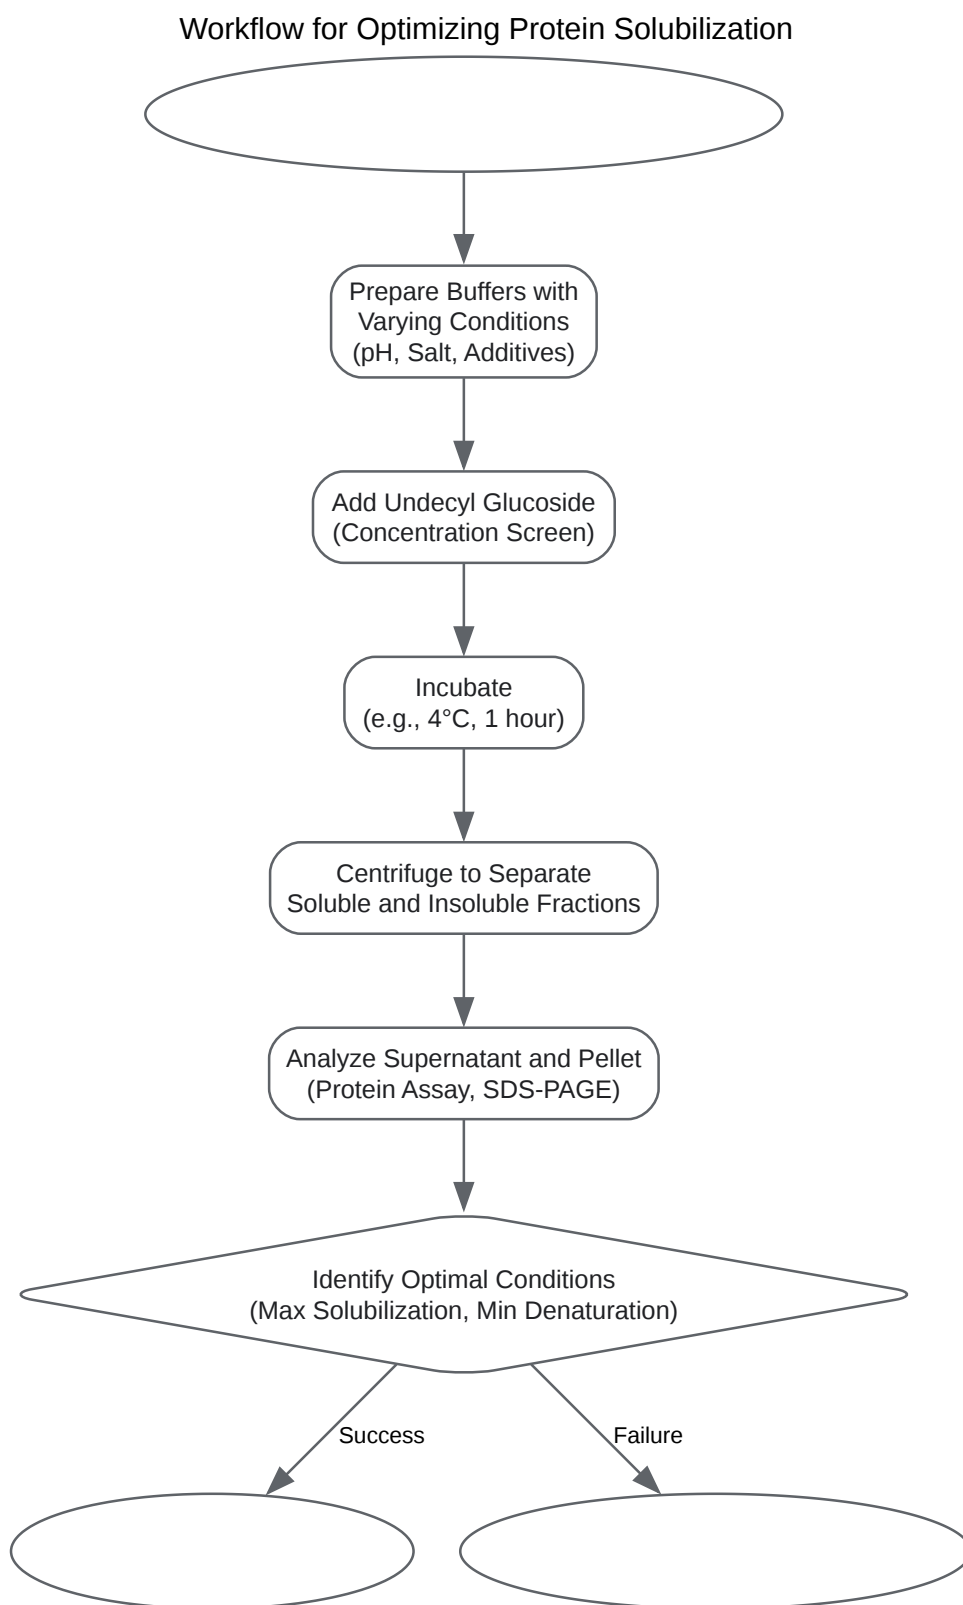 Workflow for Optimizing Protein Solubilization
Prepare Buffers with
Varying Conditions
(pH, Salt, Additives)
Add Undecyl Glucoside
(Concentration Screen)
Incubate
(e.g., 4°C, 1 hour)
Centrifuge to Separate
Soluble and Insoluble Fractions
Analyze Supernatant and Pellet
(Protein Assay, SDS-PAGE)
Identify Optimal Conditions
(Max Solubilization, Min Denaturation)
Success
Failure